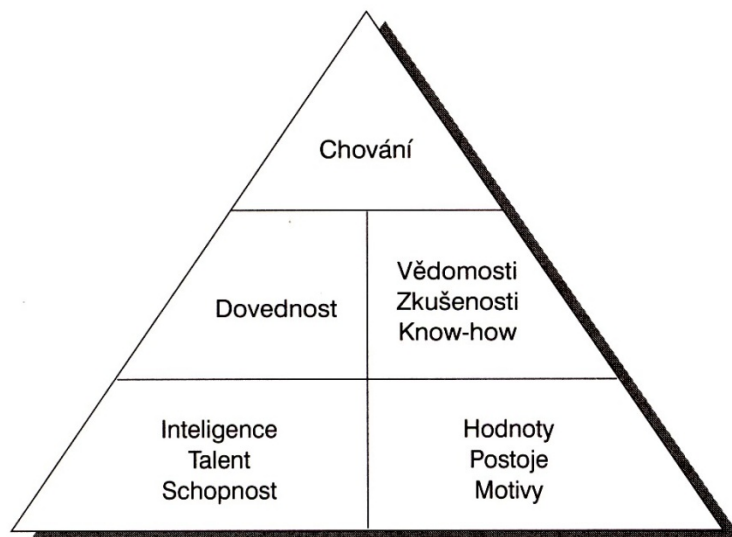 Chování
Dovednost
Vědomosti
Zkušenosti
Know-how
Inteligence
Talent
Schopnost
Hodnoty
Postoje
Motivy